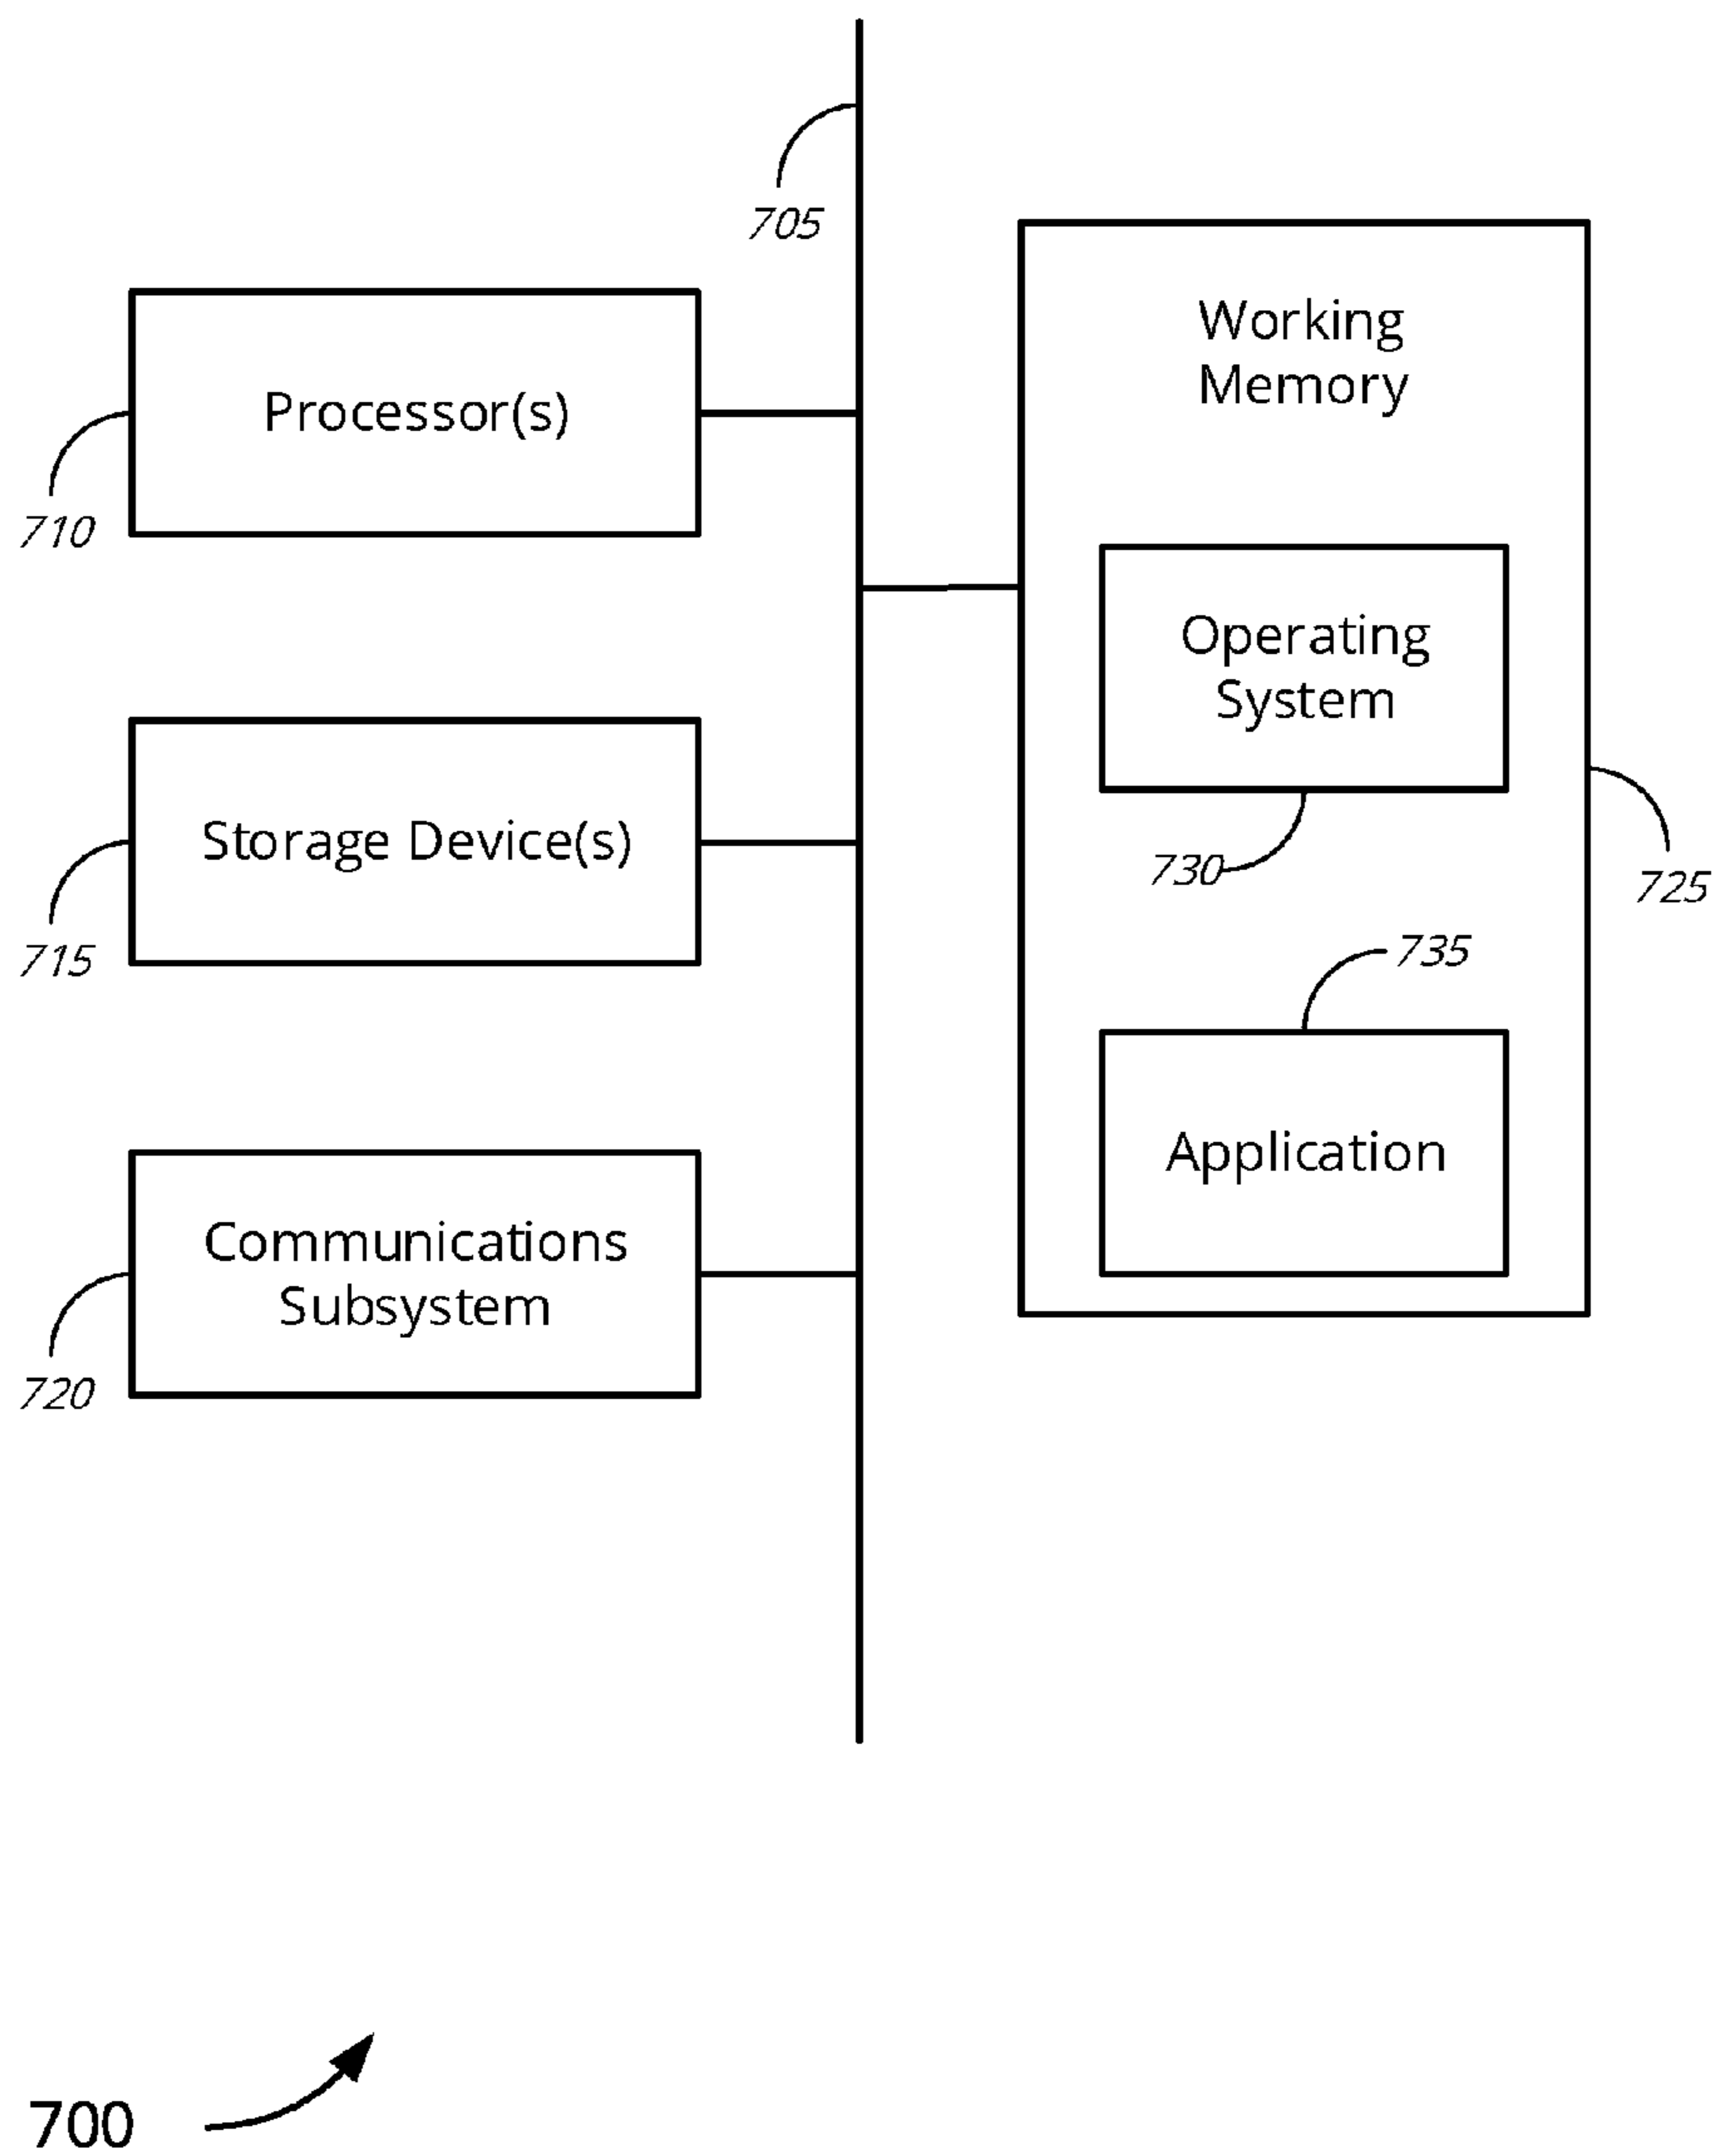 705
Processor(s)
710
Working
Memory
Operating
System
730
725
Storage Device(s)
715
735
Application
Communications
Subsystem
720
700